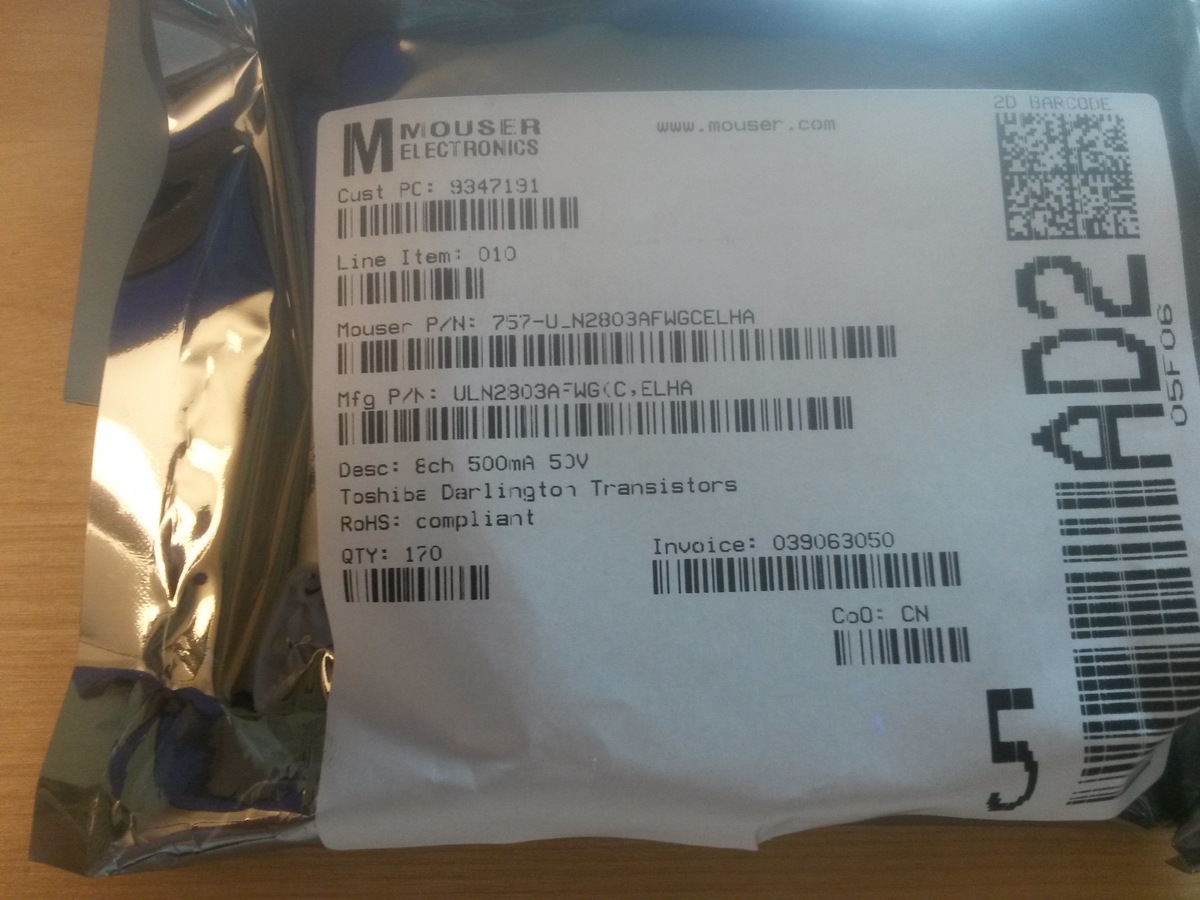 MOUSER
ELECTRONICS
www.mouser.com
2D BARCODE
Cust PC: 9347191
Line Item: 010
Mouser P/N: 757-ULN2803AFWGCELHA
Mfg P/N: ULN2803AFWG(C,ELHA
Desc: 8ch 500mA 50V
Toshiba Darlington Transistors
RoHS: compliant
QTY: 170
Invoice: 039063050
CoO: CN
AD2
05F06
5